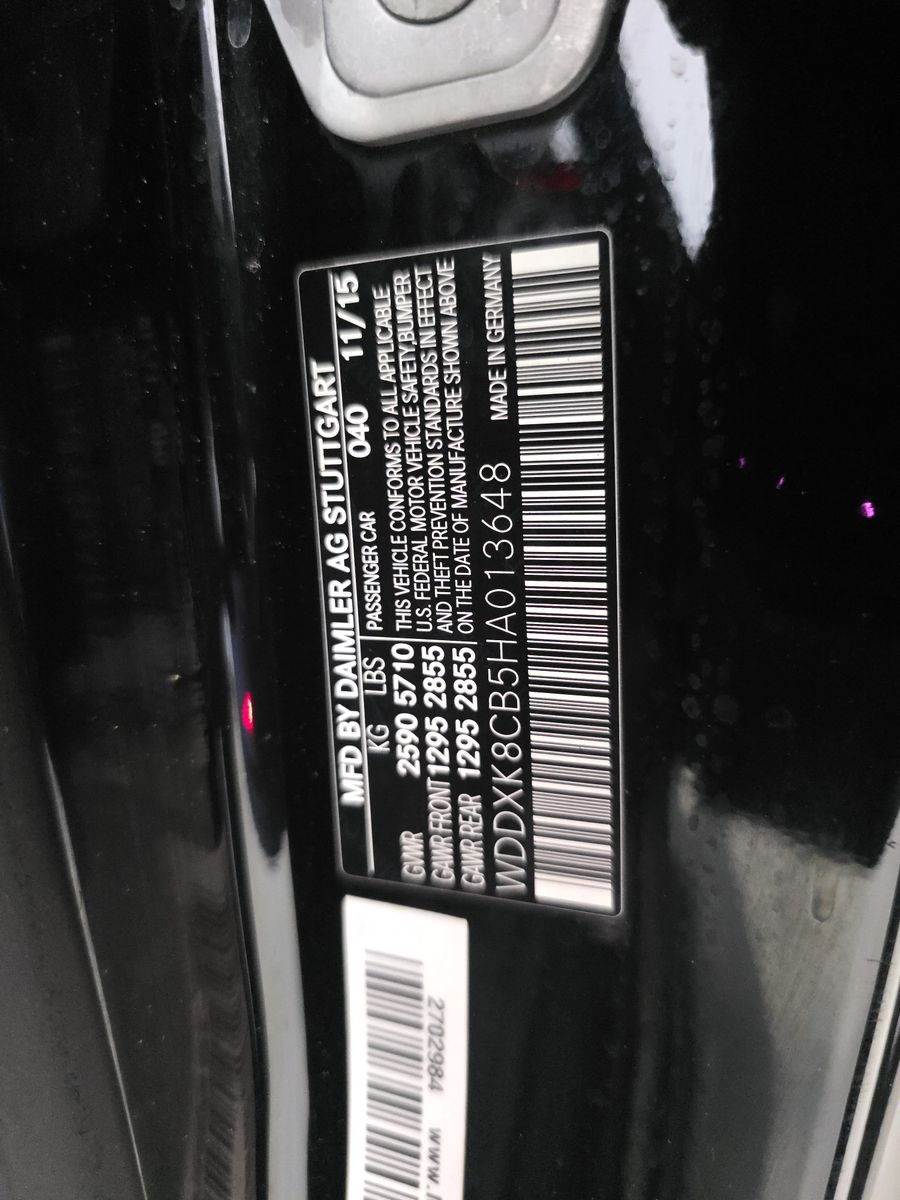 MFD BY DAIMLER AG STUTTGART
KG LBS 040 11/15
PASSENGER CAR
GVWR 2590 5710 THIS VEHICLE CONFORMS TO ALL APPLICABLE
U.S. FEDERAL MOTOR VEHICLE SAFETY,BUMPER
GAWR FRONT 1295 2855 AND THEFT PREVENTION STANDARDS IN EFFECT
GAWR REAR 1295 2855 ON THE DATE OF MANUFACTURE SHOWN ABOVE
WDDXK8CB5HA013648 MADE IN GERMANY
2702984 www.